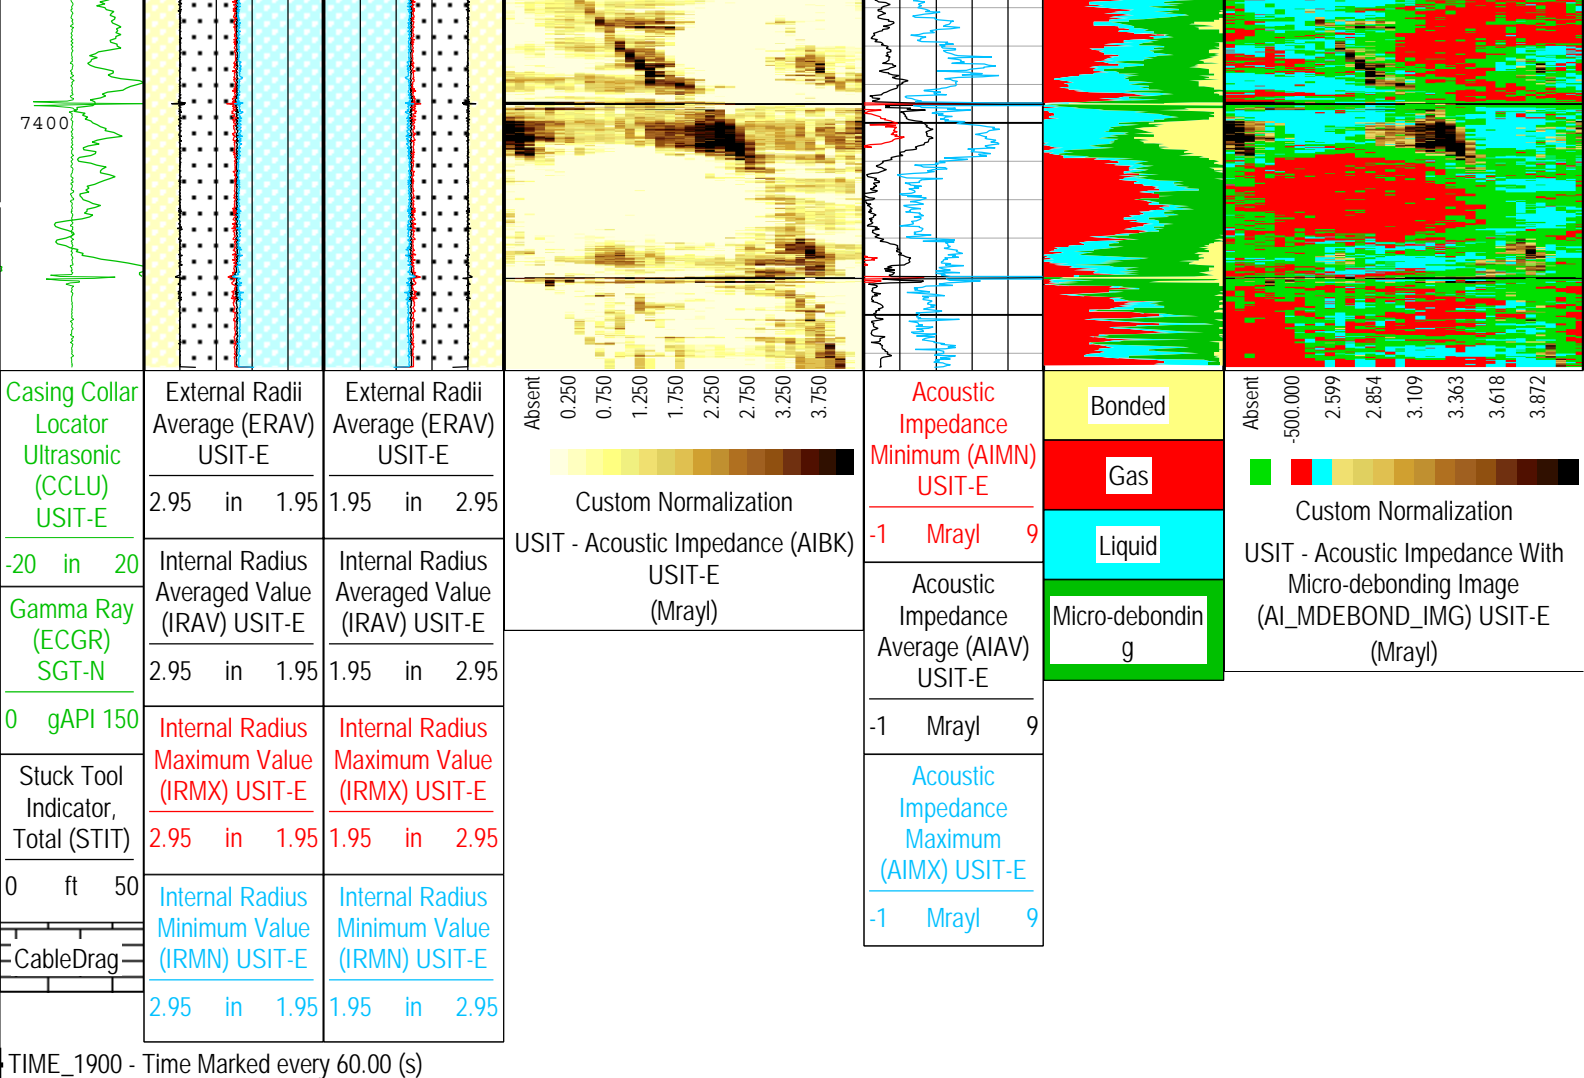 7400
Casing Collar
Locator
Ultrasonic
(CCLU)
USIT-E
-20 in 20
Gamma Ray
(ECGR)
SGT-N
0 gAPI 150
Stuck Tool
Indicator,
Total (STIT)
0 ft 50
CableDrag
External Radii
Average (ERAV)
USIT-E
2.95 in 1.95
Internal Radius
Averaged Value
(IRAV) USIT-E
2.95 in 1.95
Internal Radius
Maximum Value
(IRMX) USIT-E
2.95 in 1.95
Internal Radius
Minimum Value
(IRMN) USIT-E
2.95 in 1.95
External Radii
Average (ERAV)
USIT-E
1.95 in 2.95
Internal Radius
Averaged Value
(IRAV) USIT-E
1.95 in 2.95
Internal Radius
Maximum Value
(IRMX) USIT-E
1.95 in 2.95
Internal Radius
Minimum Value
(IRMN) USIT-E
1.95 in 2.95
Absent 0.250 0.750 1.250 1.750 2.250 2.750 3.250 3.750
Custom Normalization
USIT - Acoustic Impedance (AIBK)
USIT-E
(Mrayl)
Acoustic
Impedance
Minimum (AIMN)
USIT-E
-1 Mrayl 9
Acoustic
Impedance
Average (AIAV)
USIT-E
-1 Mrayl 9
Acoustic
Impedance
Maximum
(AIMX) USIT-E
-1 Mrayl 9
Bonded
Gas
Liquid
Micro-debondin
g
Absent -500.000 2.599 2.854 3.109 3.363 3.618 3.872
Custom Normalization
USIT - Acoustic Impedance With
Micro-debonding Image
(AI_MDEBOND_IMG) USIT-E
(Mrayl)
TIME_1900 - Time Marked every 60.00 (s)